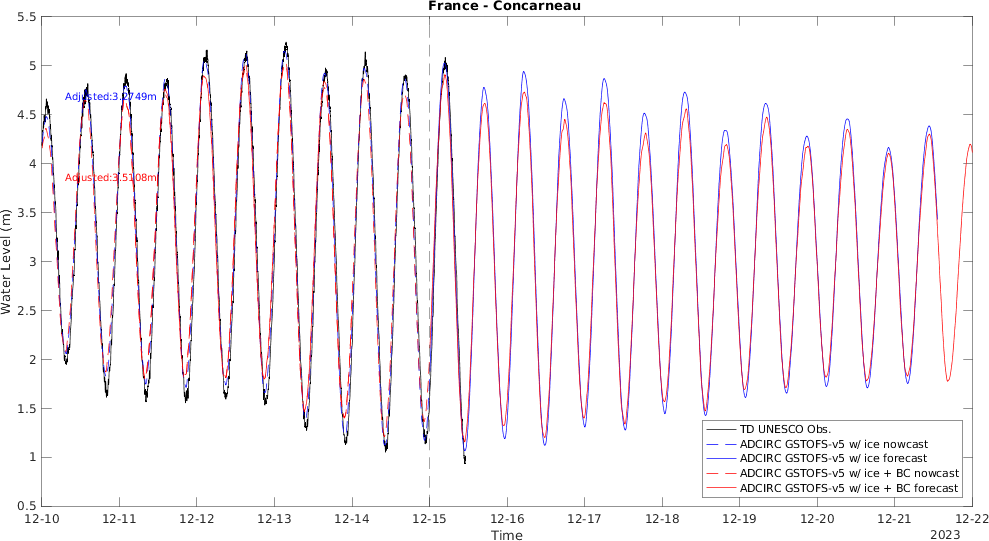 France - Concarneau
5.5
5
4.5
4
3.5
3
2.5
2
1.5
1
0.5
Water Level (m)
Adjusted:3.2749m
Adjusted:3.5108m
TD UNESCO Obs.
ADCIRC GSTOFS-v5 w/ ice nowcast
ADCIRC GSTOFS-v5 w/ ice forecast
ADCIRC GSTOFS-v5 w/ ice + BC nowcast
ADCIRC GSTOFS-v5 w/ ice + BC forecast
12-10 12-11 12-12 12-13 12-14 12-15 12-16 12-17 12-18 12-19 12-20 12-21 12-22
Time
2023